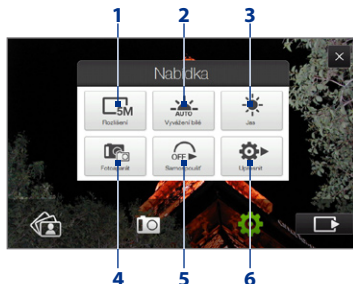 1 2 3
Nabídka
5M AUTO
Rozlišení Vyvážení bílé Jas
OFF
Fotoaparát Samospoušť Upravit
4 5 6